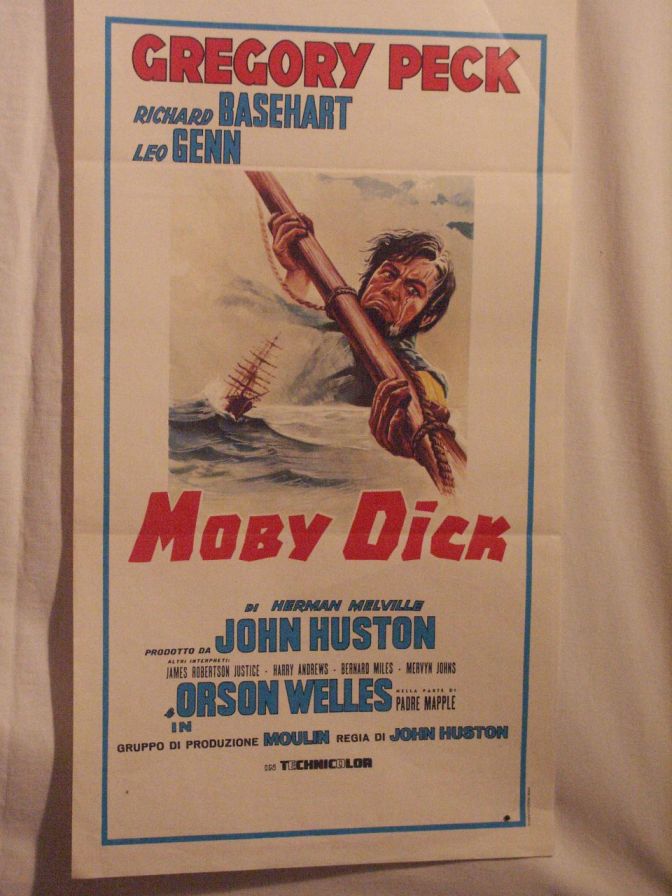 GREGORY PECK
RICHARD BASEHART
LEO GENN
MOBY DICK
DI HERMAN MELVILLE
PRODOTTO DA JOHN HUSTON
ALTRI INTERPRETI:
JAMES ROBERTSON JUSTICE - HARRY ANDREWS - BERNARD MILES - MERVYN JOHNS
& ORSON WELLES NELLA PARTE DI
PADRE MAPPLE
IN
GRUPPO DI PRODUZIONE MOULIN REGIA DI JOHN HUSTON
IN TECHNICOLOR